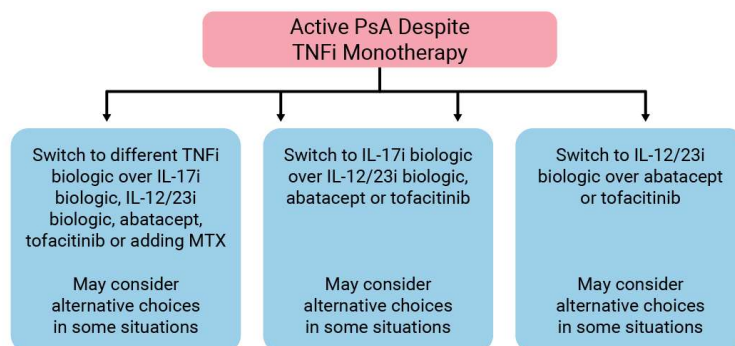 Active PsA Despite
TNFi Monotherapy
Switch to different TNFi
biologic over IL-17i
biologic, IL-12/23i
biologic, abatacept,
tofacitinib or adding MTX
May consider
alternative choices
in some situations
Switch to IL-17i biologic
over IL-12/23i biologic,
abatacept or tofacitinib
May consider
alternative choices
in some situations
Switch to IL-12/23i
biologic over abatacept
or tofacitinib
May consider
alternative choices
in some situations